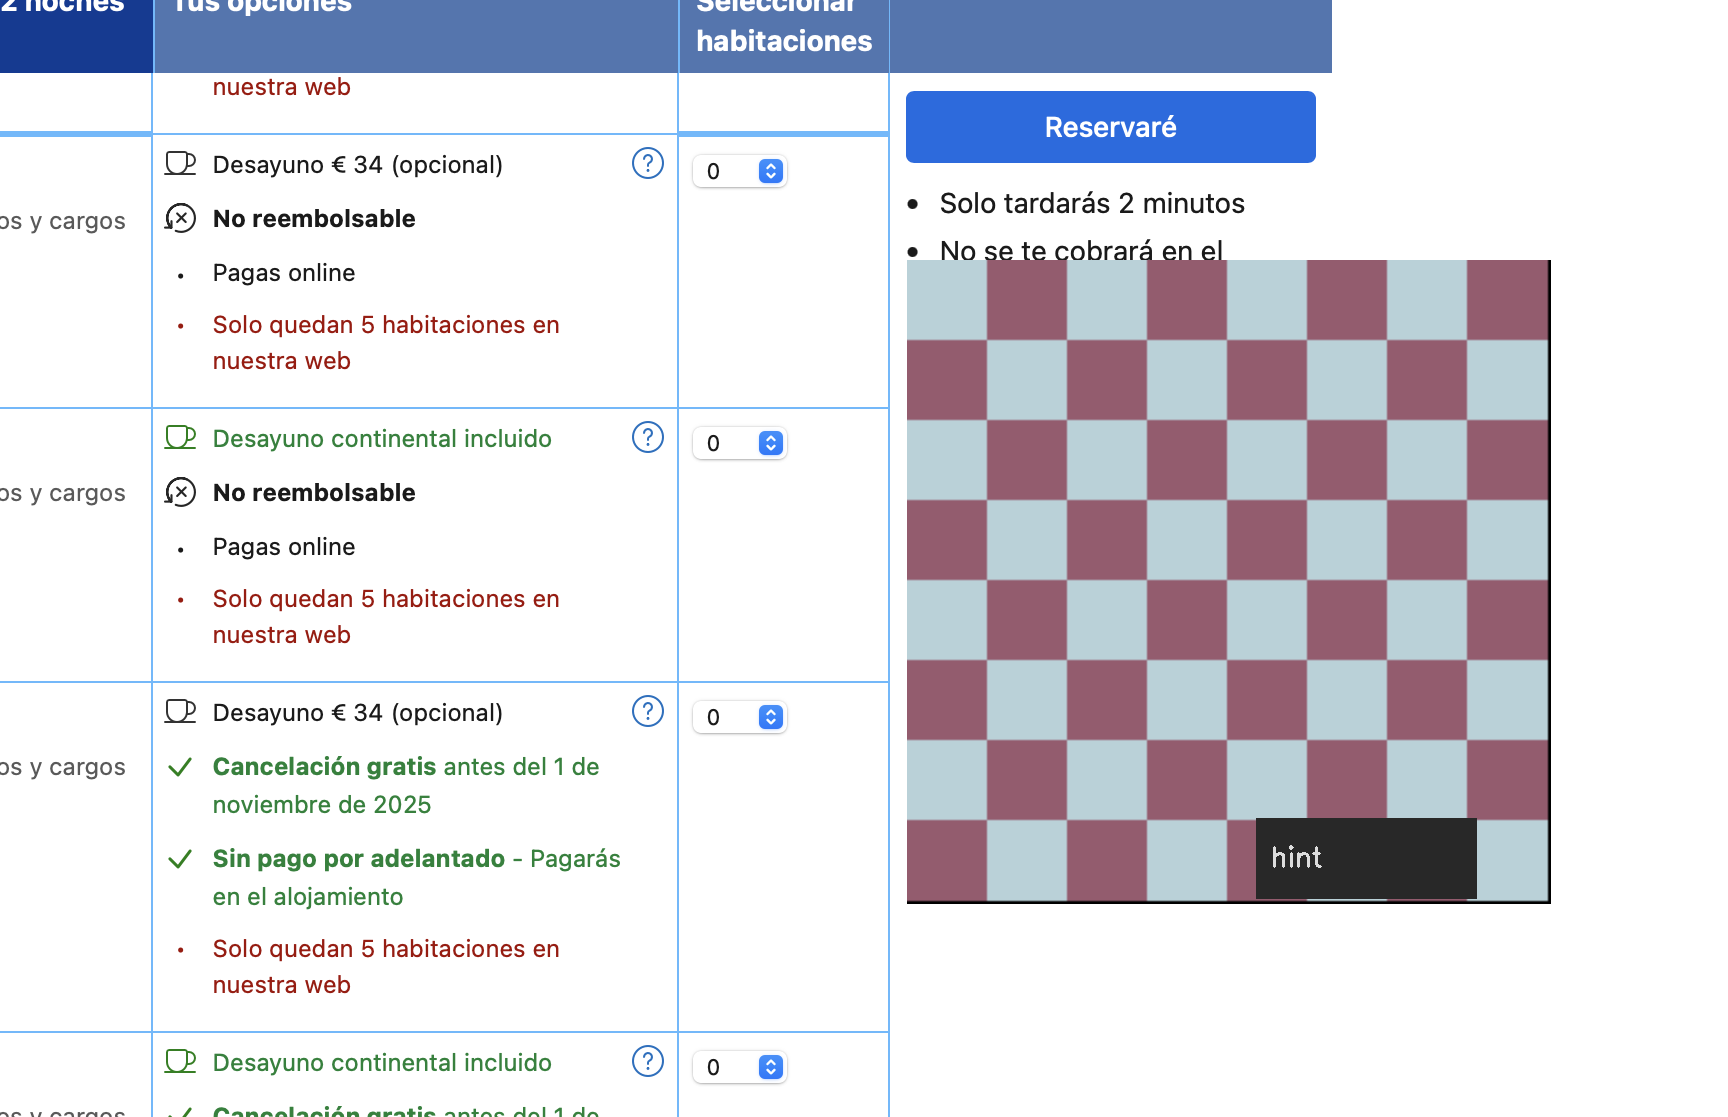 2 noches
Tus opciones
Seleccionar
habitaciones
nuestra web
Reservaré
Solo tardarás 2 minutos
No se te cobrará en el
os y cargos
Desayuno € 34 (opcional)
?
No reembolsable
Pagas online
Solo quedan 5 habitaciones en
nuestra web
0
os y cargos
Desayuno continental incluido
?
No reembolsable
Pagas online
Solo quedan 5 habitaciones en
nuestra web
0
os y cargos
Desayuno € 34 (opcional)
?
Cancelación gratis antes del 1 de
noviembre de 2025
Sin pago por adelantado - Pagarás
en el alojamiento
Solo quedan 5 habitaciones en
nuestra web
0
hint
os y cargos
Desayuno continental incluido
?
Cancelación gratis antes del 1 de
0